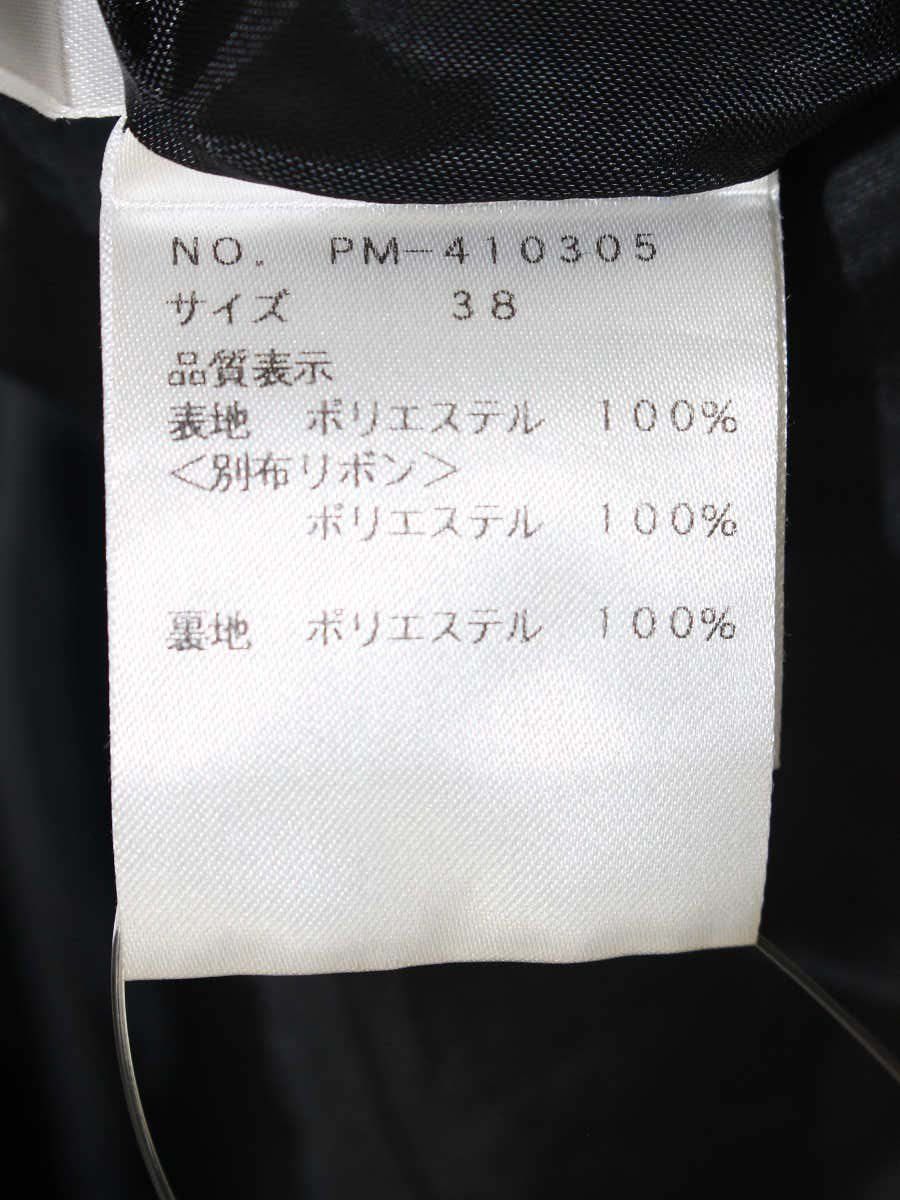 NO. PM-410305
サイズ 38
品質表示
表地 ポリエステル 100%
<別布リボン>
ポリエステル 100%
裏地 ポリエステル 100%